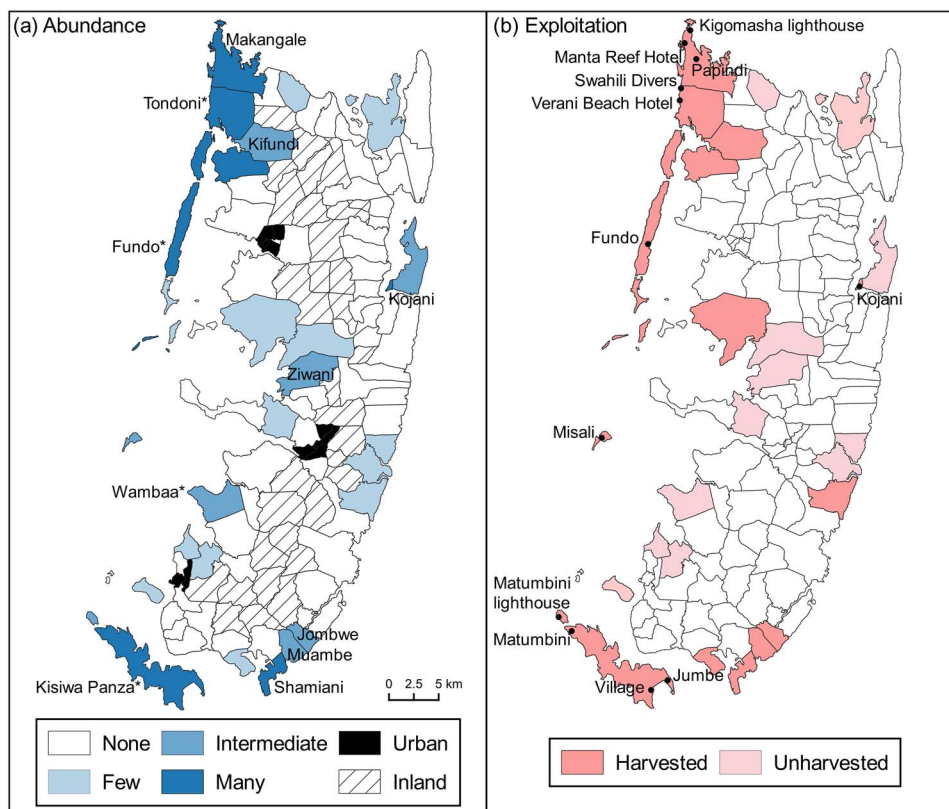 (a) Abundance
Makangale
Tondoni*
Kifundi
Fundo*
Kojani
Ziwani
Wambaa*
Jombwe
Muambe
Kisiwa Panza*
Shamiani
0 2.5 5 km
None
Intermediate
Urban
Few
Many
Inland
(b) Exploitation
Kigomasha lighthouse
Manta Reef Hotel
Papindi
Swahili Divers
Verani Beach Hotel
Fundo
Kojani
Misali
Matumbini
lighthouse
Matumbini
Jumbe
Village
Harvested
Unharvested